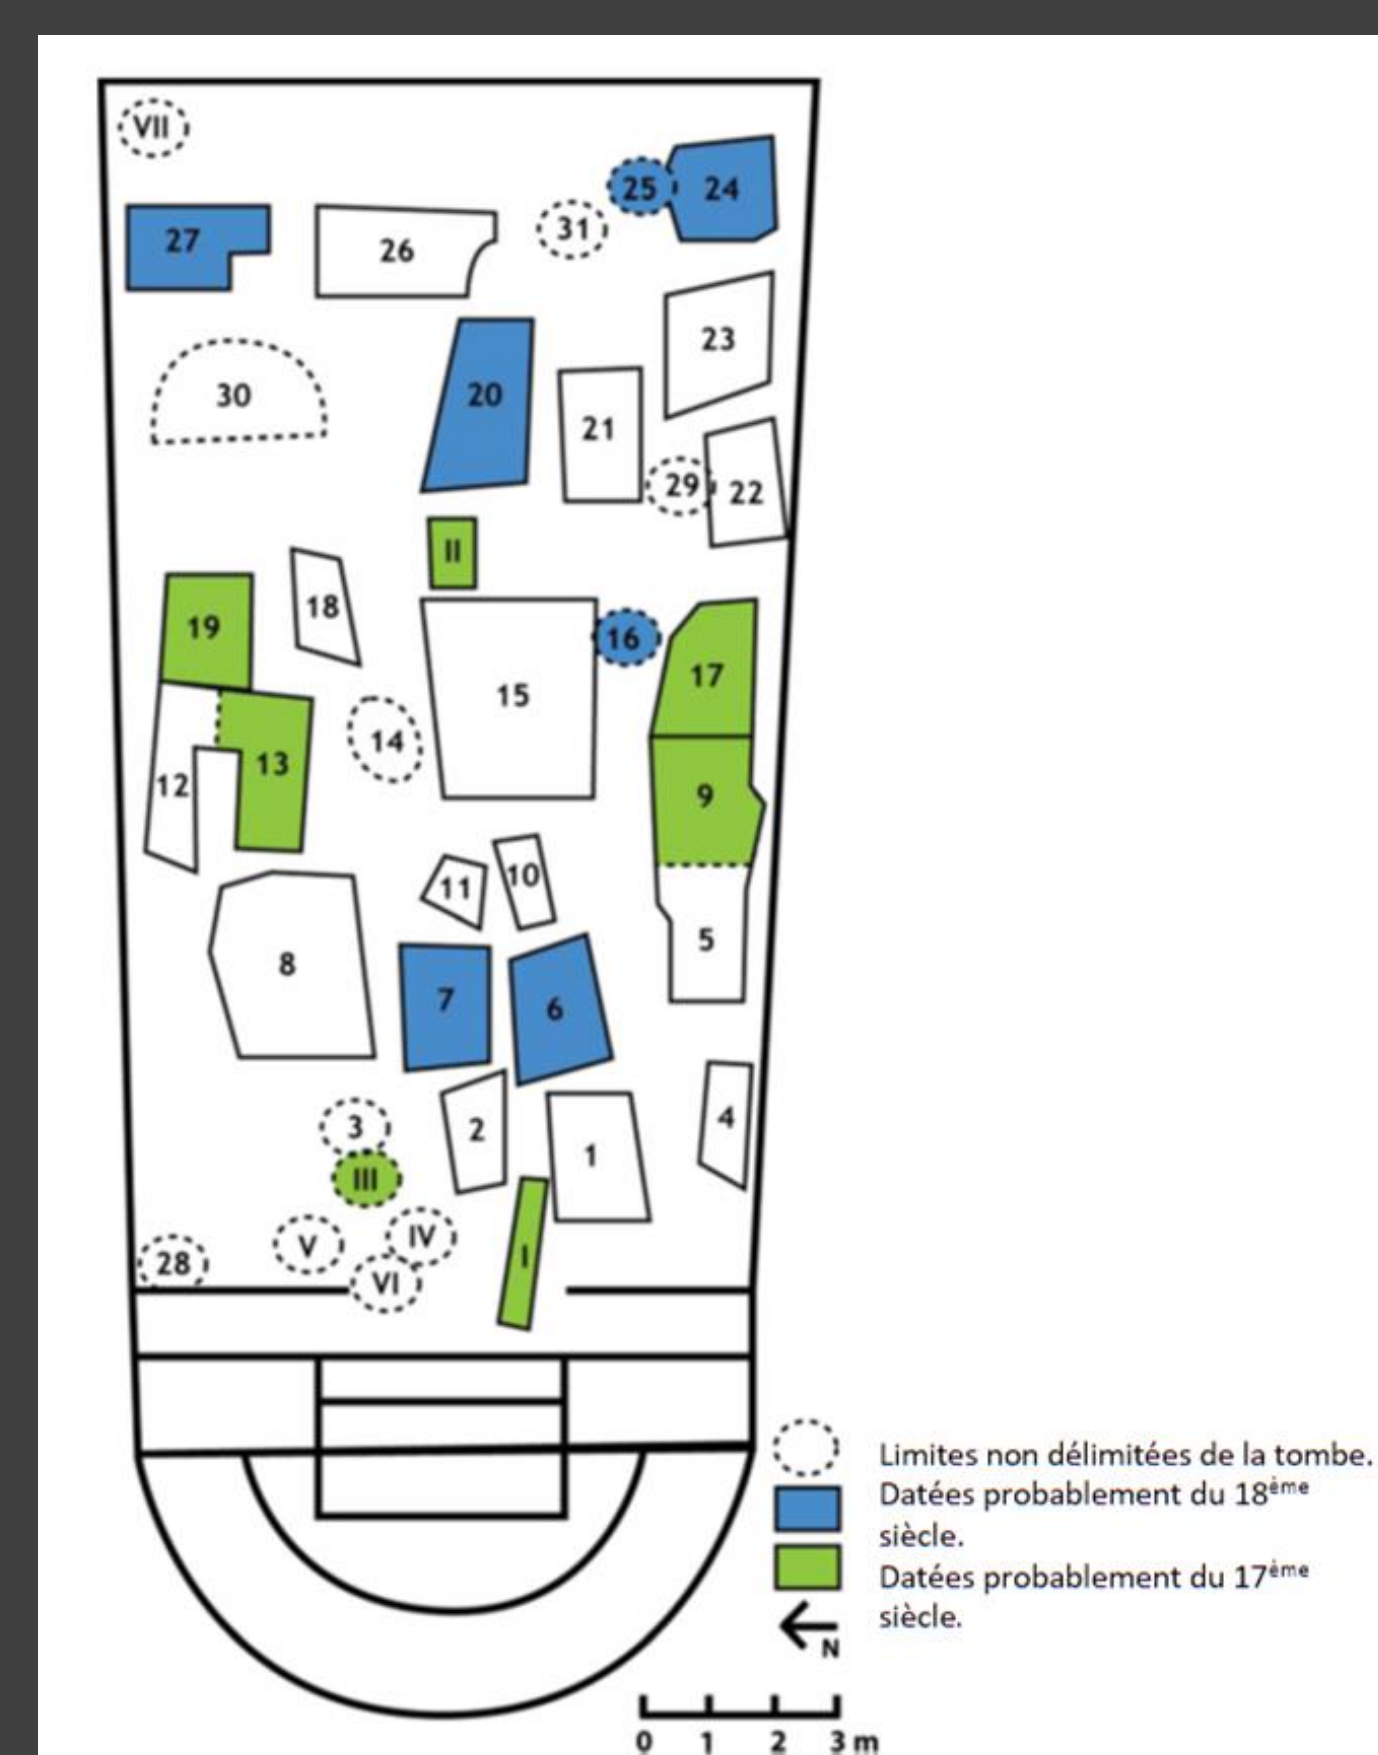 VII
25
24
31
27
26
23
30
20
21
29
22
II
18
19
16
17
15
14
13
12
9
11
10
5
8
7
6
4
3
2
1
III
IV
V
I
28
VI
Limites non délimitées de la tombe.
Datées probablement du 18ème
siècle.
Datées probablement du 17ème
siècle.
N
0 1 2 3 m